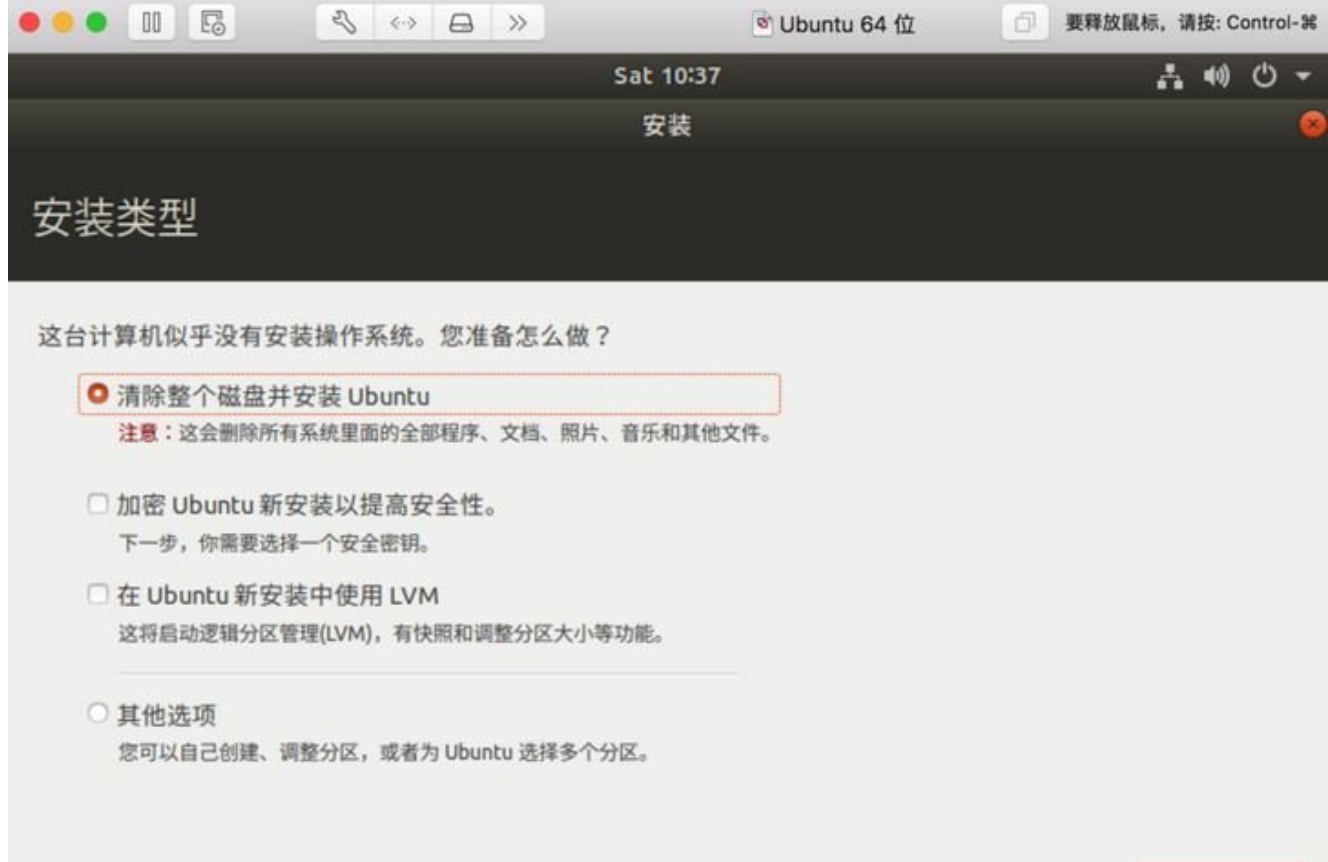 Ubuntu 64 位
要释放鼠标，请按: Control-⌘
Sat 10:37
安装
安装类型
这台计算机似乎没有安装操作系统。您准备怎么做？
清除整个磁盘并安装 Ubuntu
注意：这会删除所有系统里面的全部程序、文档、照片、音乐和其他文件。
加密 Ubuntu 新安装以提高安全性。
下一步，你需要选择一个安全密钥。
在 Ubuntu 新安装中使用 LVM
这将启动逻辑分区管理(LVM)，有快照和调整分区大小等功能。
其他选项
您可以自己创建、调整分区，或者为 Ubuntu 选择多个分区。